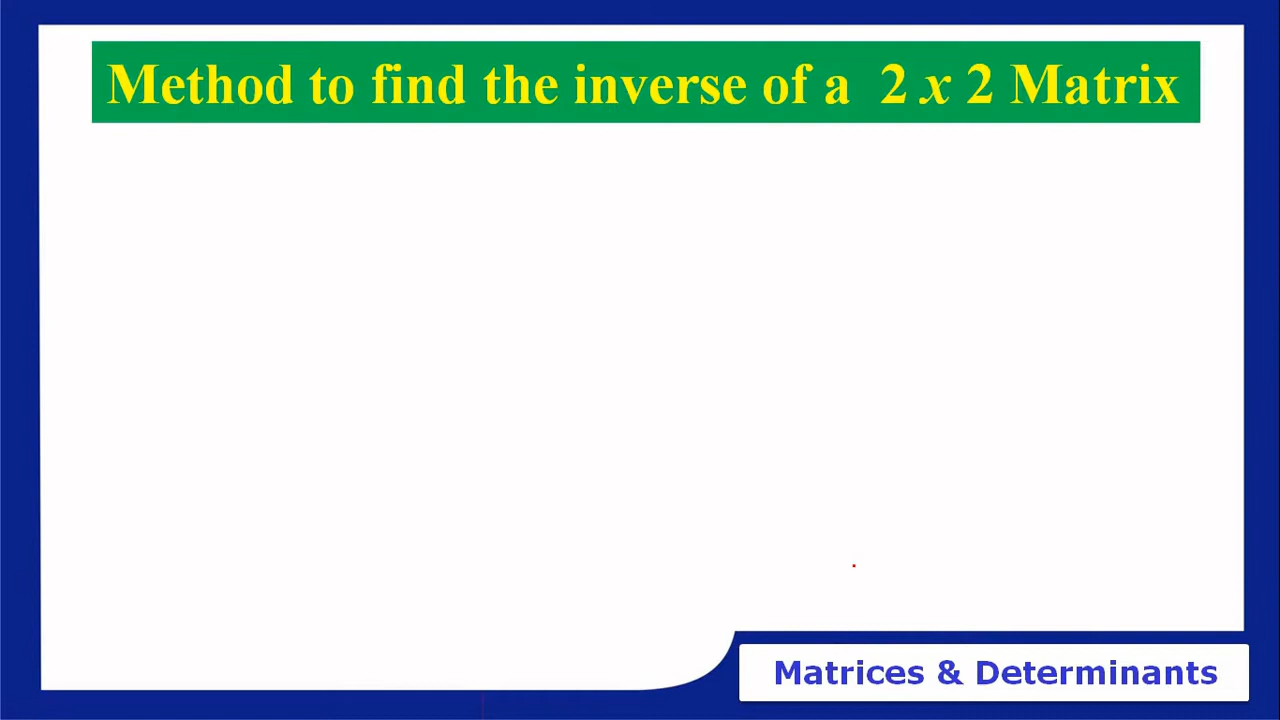 Method to find the inverse of a 2 x 2 Matrix
Matrices & Determinants